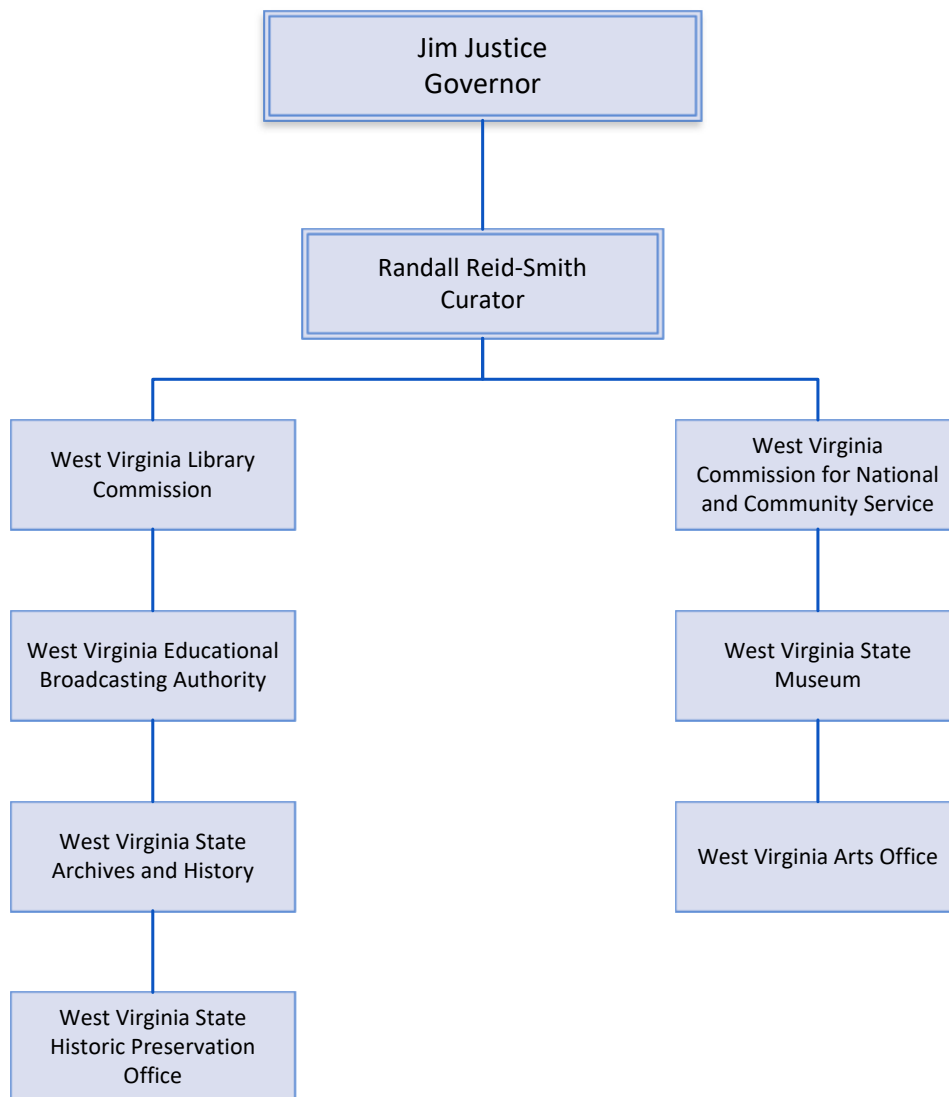 Jim Justice
Governor
Randall Reid-Smith
Curator
West Virginia Library
Commission
West Virginia
Commission for National
and Community Service
West Virginia Educational
Broadcasting Authority
West Virginia State
Museum
West Virginia State
Archives and History
West Virginia Arts Office
West Virginia State
Historic Preservation
Office